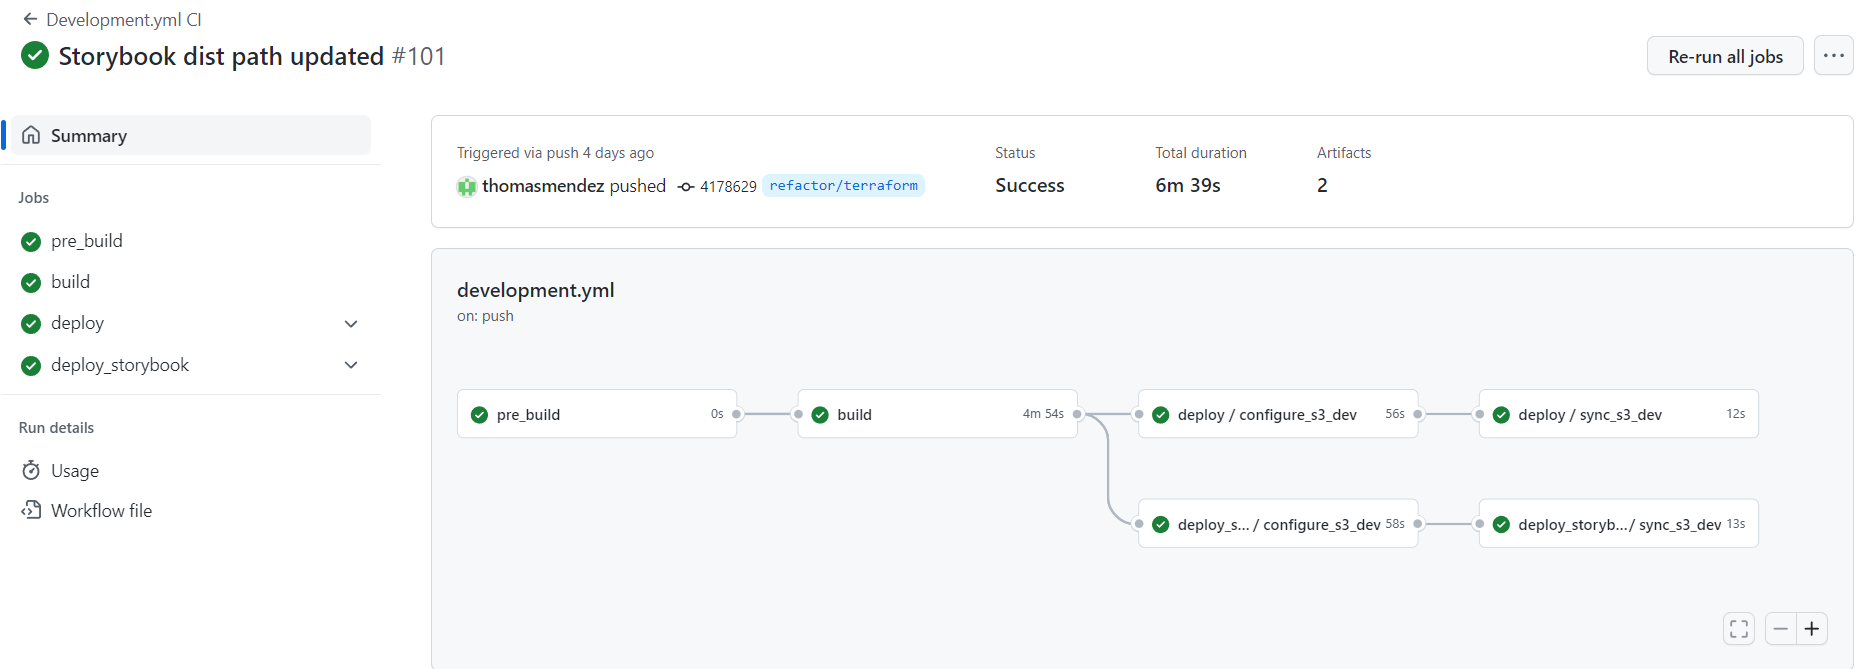 Development.yml CI
Storybook dist path updated #101
Re-run all jobs
Summary
Jobs
pre_build
build
deploy
deploy_storybook
Run details
Usage
Workflow file
Triggered via push 4 days ago
thomasmendez pushed 4178629 refactor/terraform
Status
Success
Total duration
6m 39s
Artifacts
2
development.yml
on: push
pre_build 0s
build 4m 54s
deploy / configure_s3_dev 56s
deploy / sync_s3_dev 12s
deploy_s... / configure_s3_dev 58s
deploy_storyb... / sync_s3_dev 13s